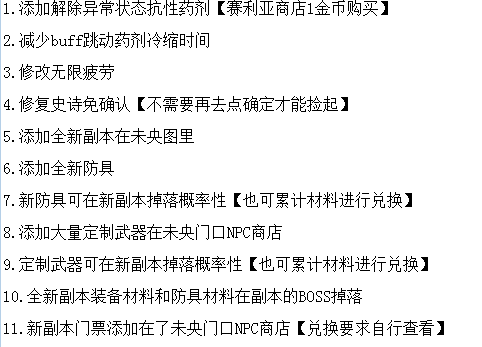 1.添加解除异常状态抗性药剂【赛利亚商店1金币购买】
2.减少buff跳动药剂冷缩时间
3.修改无限疲劳
4.修复史诗免确认【不需要再去点确定才能捡起】
5.添加全新副本在未央图里
6.添加全新防具
7.新防具可在新副本掉落概率性【也可累计材料进行兑换】
8.添加大量定制武器在未央门口NPC商店
9.定制武器可在新副本掉落概率性【也可累计材料进行兑换】
10.全新副本装备材料和防具材料在副本的BOSS掉落
11.新副本门票添加在了未央门口NPC商店【兑换要求自行查看】